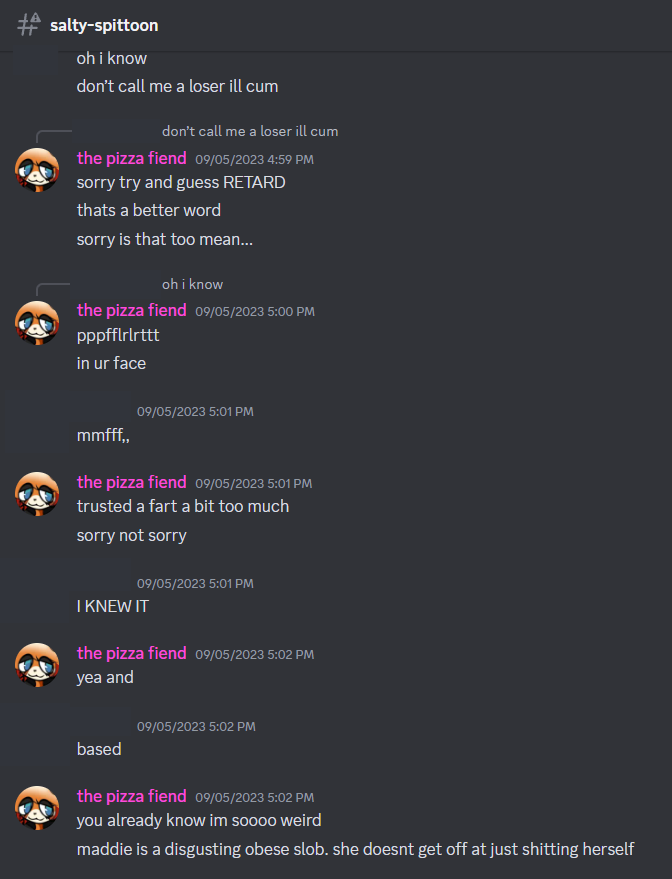 salty-spittoon
oh i know
don't call me a loser ill cum
don't call me a loser ill cum
the pizza fiend 09/05/2023 4:59 PM
sorry try and guess RETARD
thats a better word
sorry is that too mean...
oh i know
the pizza fiend 09/05/2023 5:00 PM
pppfflrlrttt
in ur face
09/05/2023 5:01 PM
mmfff,,
the pizza fiend 09/05/2023 5:01 PM
trusted a fart a bit too much
sorry not sorry
09/05/2023 5:01 PM
I KNEW IT
the pizza fiend 09/05/2023 5:02 PM
yea and
09/05/2023 5:02 PM
based
the pizza fiend 09/05/2023 5:02 PM
you already know im soooo weird
maddie is a disgusting obese slob. she doesnt get off at just shitting herself